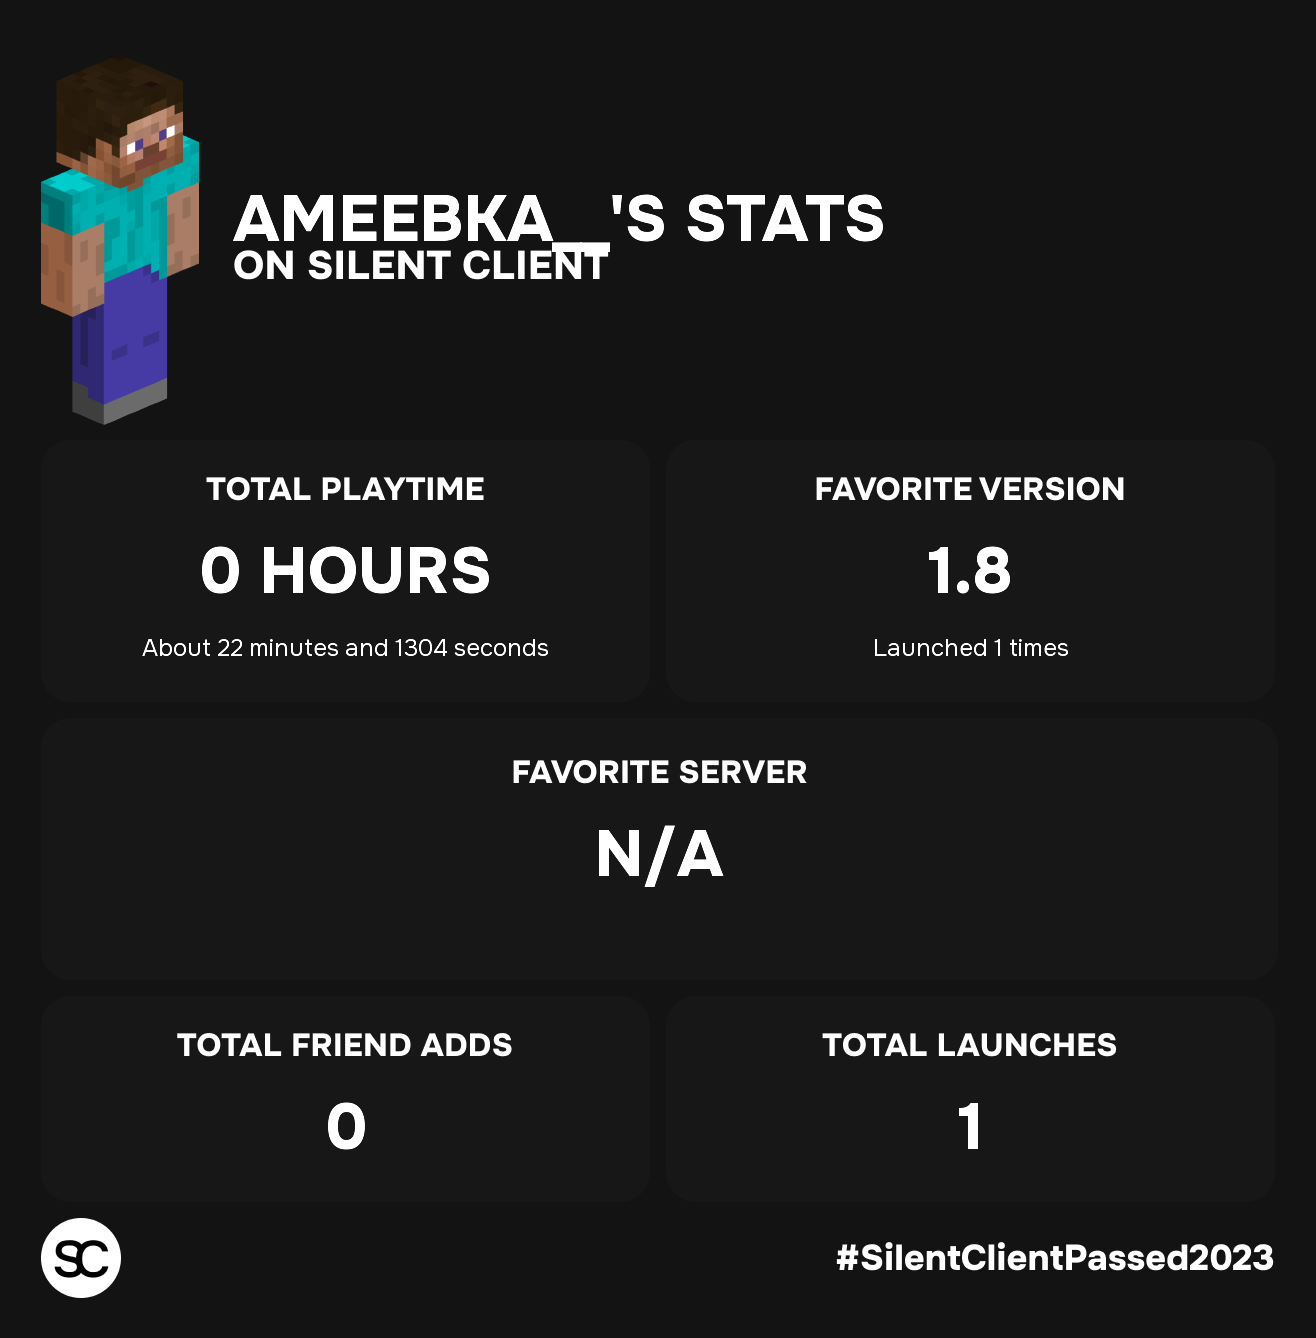 AMEEBKA__'S STATS
ON SILENT CLIENT
TOTAL PLAYTIME
0 HOURS
About 22 minutes and 1304 seconds
FAVORITE VERSION
1.8
Launched 1 times
FAVORITE SERVER
N/A
TOTAL FRIEND ADDS
0
TOTAL LAUNCHES
1
SC
#SilentClientPassed2023